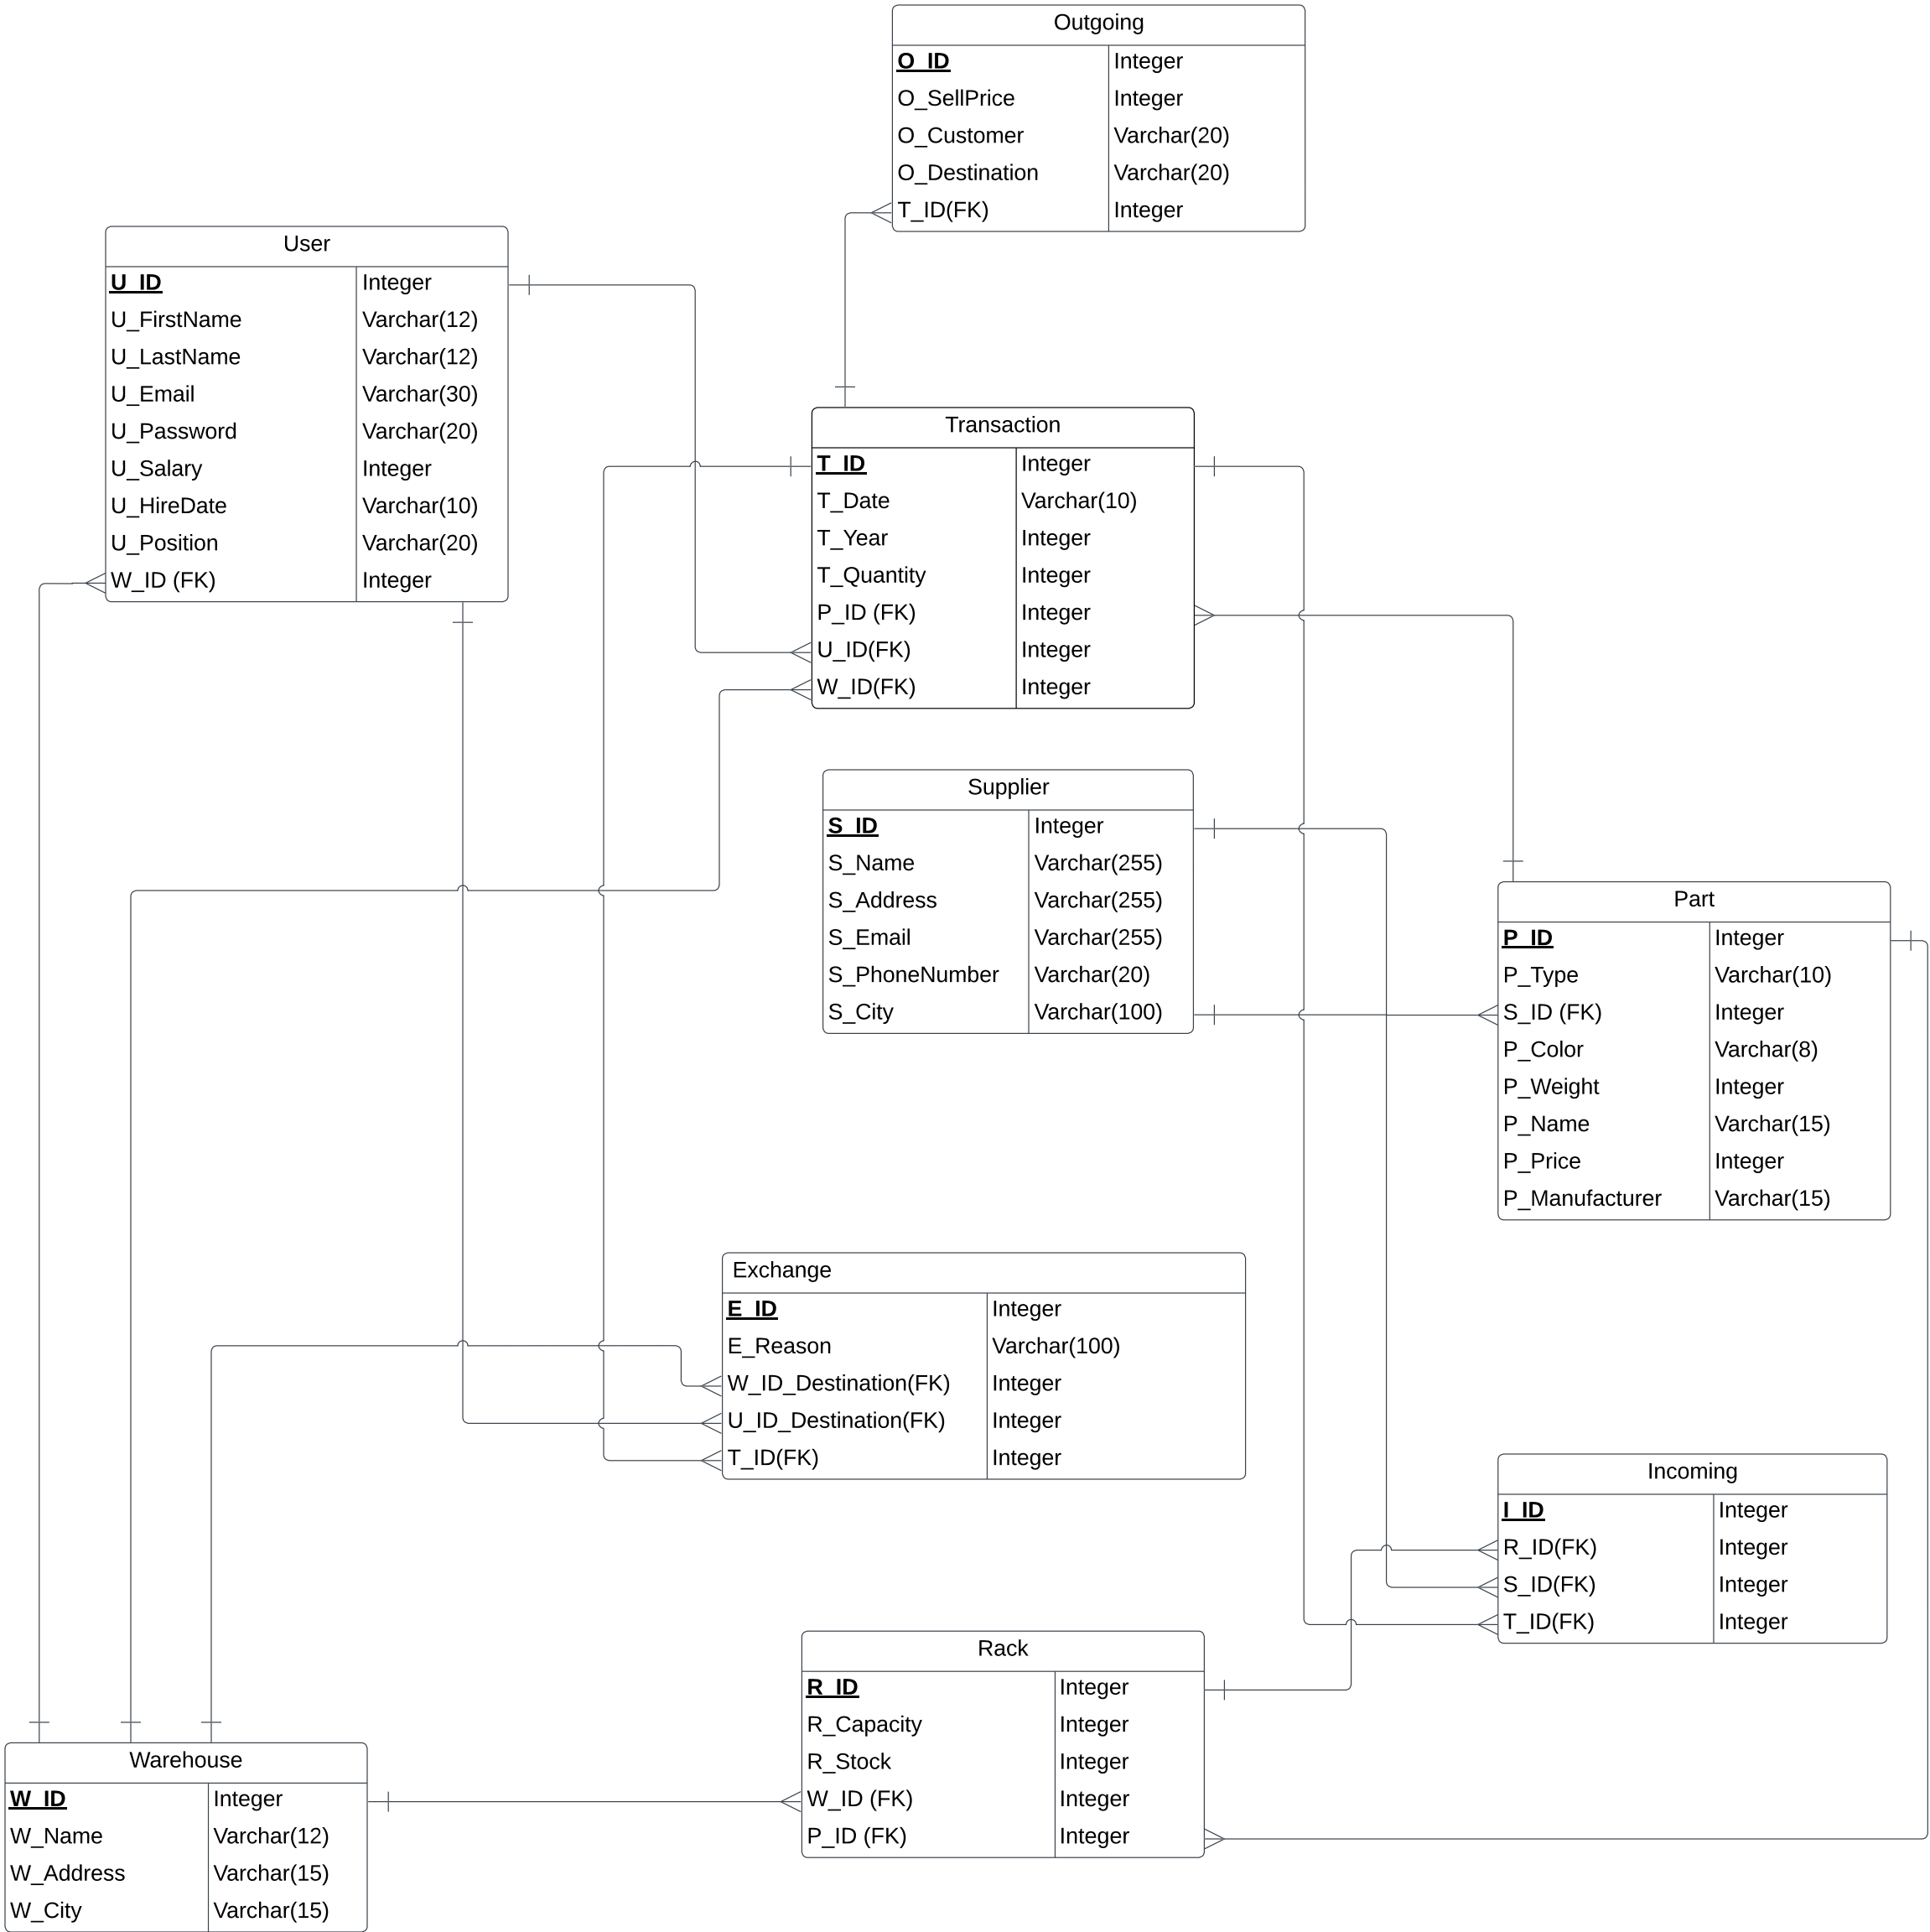 Outgoing
O_ID Integer
O_SellPrice Integer
O_Customer Varchar(20)
O_Destination Varchar(20)
T_ID(FK) Integer
User
U_ID Integer
U_FirstName Varchar(12)
U_LastName Varchar(12)
U_Email Varchar(30)
U_Password Varchar(20)
U_Salary Integer
U_HireDate Varchar(10)
U_Position Varchar(20)
W_ID (FK) Integer
Transaction
T_ID Integer
T_Date Varchar(10)
T_Year Integer
T_Quantity Integer
P_ID (FK) Integer
U_ID(FK) Integer
W_ID(FK) Integer
Supplier
S_ID Integer
S_Name Varchar(255)
S_Address Varchar(255)
S_Email Varchar(255)
S_PhoneNumber Varchar(20)
S_City Varchar(100)
Part
P_ID Integer
P_Type Varchar(10)
S_ID (FK) Integer
P_Color Varchar(8)
P_Weight Integer
P_Name Varchar(15)
P_Price Integer
P_Manufacturer Varchar(15)
Exchange
E_ID Integer
E_Reason Varchar(100)
W_ID_Destination(FK) Integer
U_ID_Destination(FK) Integer
T_ID(FK) Integer
Incoming
I_ID Integer
R_ID(FK) Integer
S_ID(FK) Integer
T_ID(FK) Integer
Rack
R_ID Integer
R_Capacity Integer
R_Stock Integer
W_ID (FK) Integer
P_ID (FK) Integer
Warehouse
W_ID Integer
W_Name Varchar(12)
W_Address Varchar(15)
W_City Varchar(15)